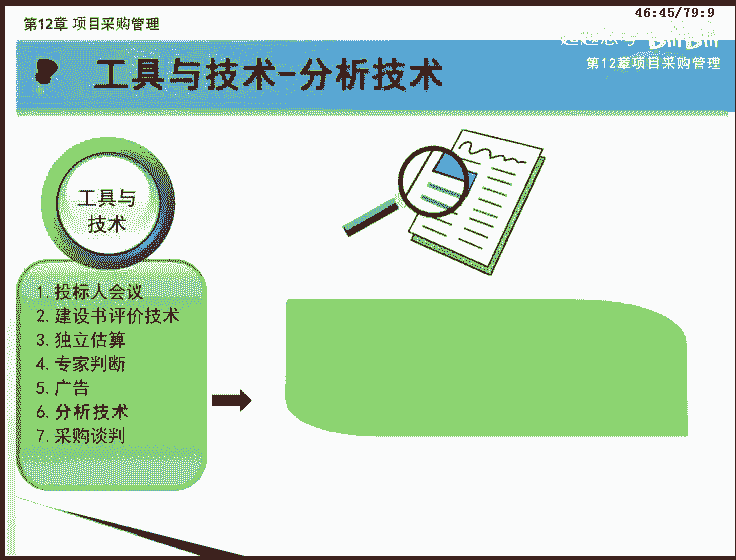 第12章 项目采购管理
46:45/79:9
工具与技术-分析技术
第12章项目采购管理
工具与
技术
1. 投标人会议
2. 建设书评价技术
3. 独立估算
4. 专家判断
5. 广告
6. 分析技术
7. 采购谈判